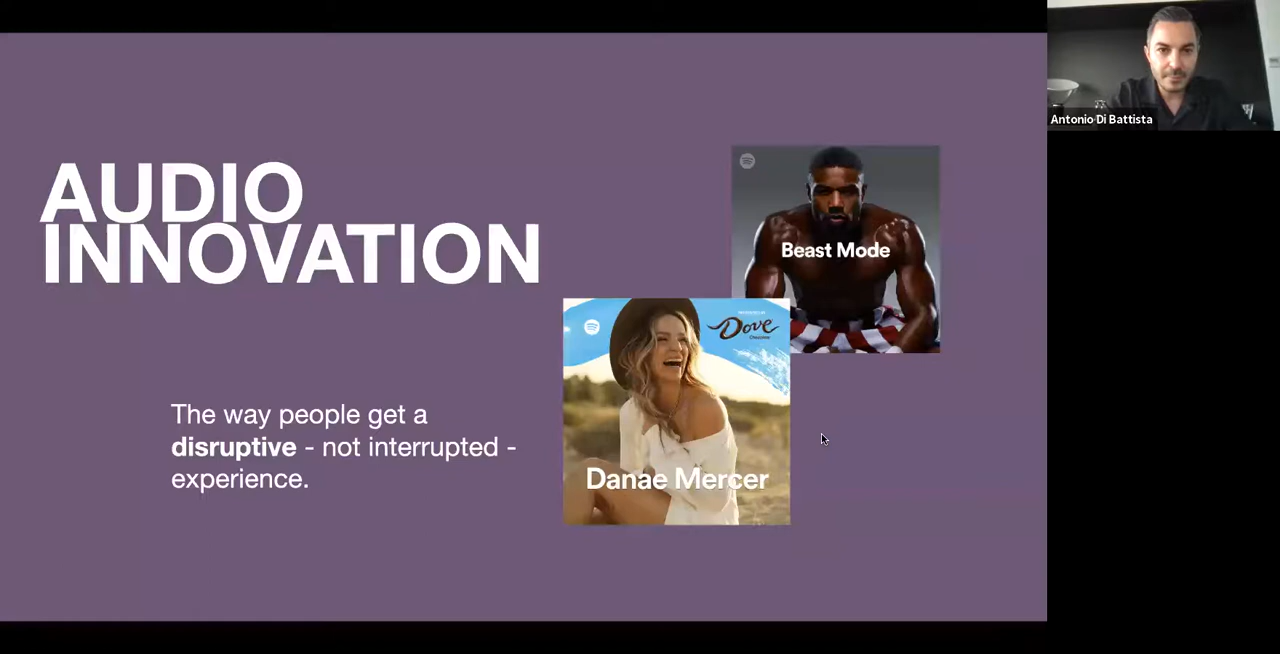 AUDIO
INNOVATION
The way people get a
disruptive - not interrupted -
experience.
Beast Mode
Dove
Danae Mercer
Antonio Di Battista